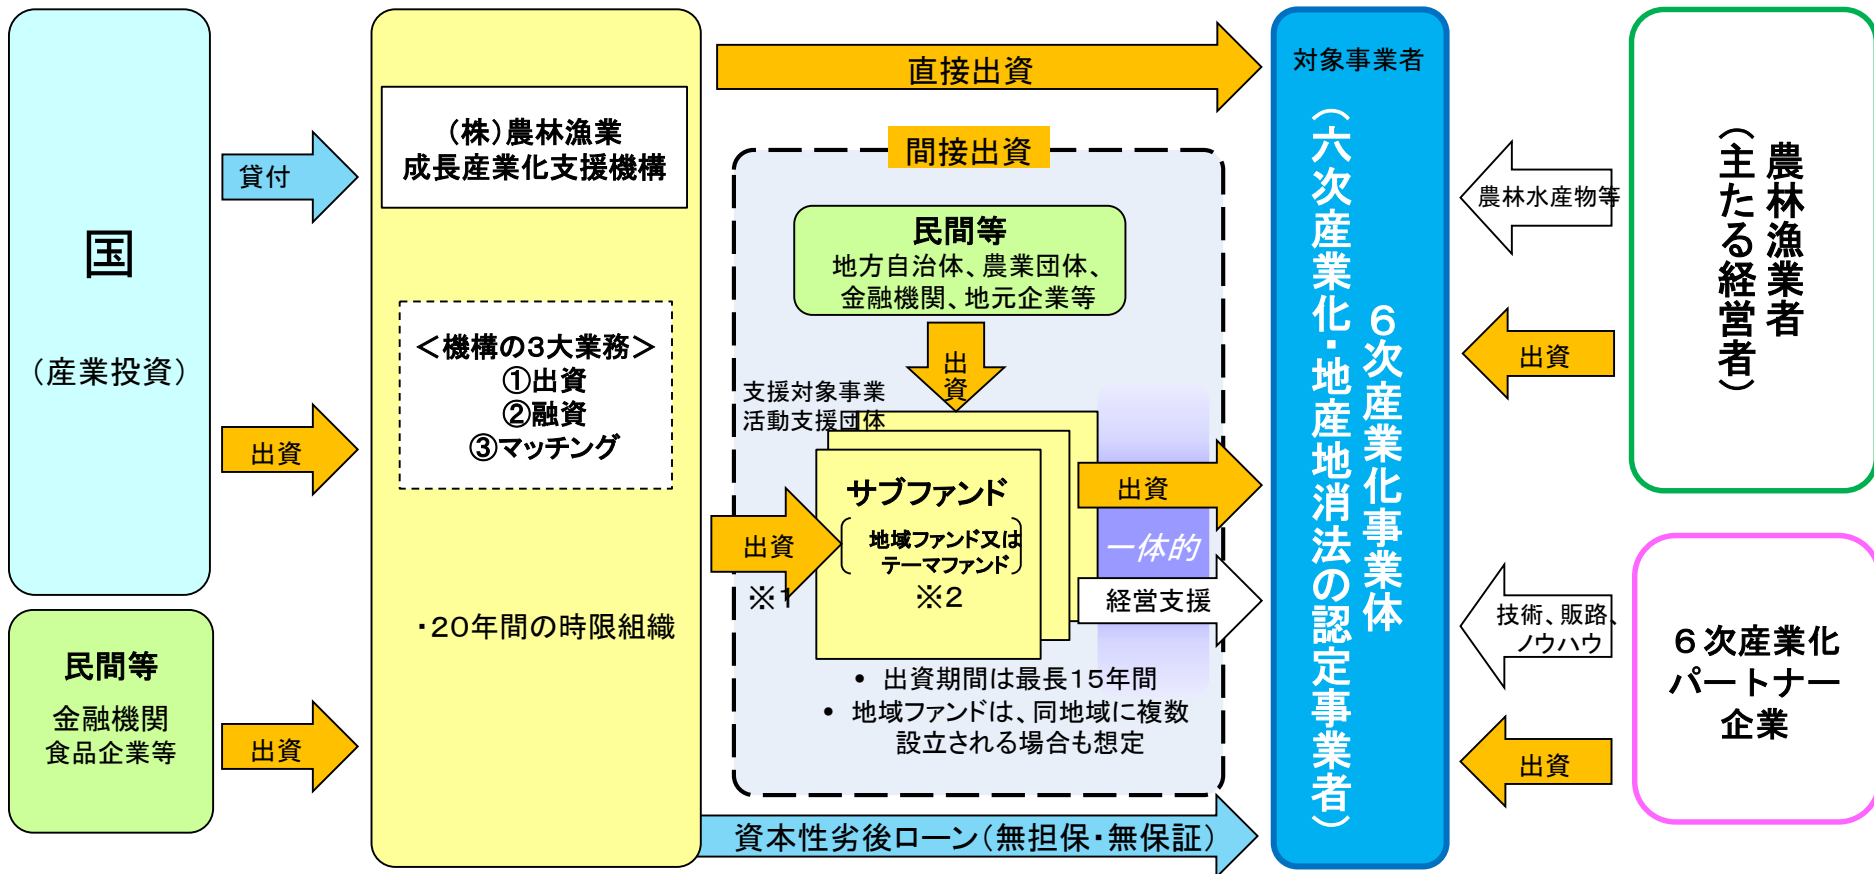 国
（産業投資）
民間等
金融機関
食品企業等
貸付
出資
出資
（株）農林漁業
成長産業化支援機構
＜機構の３大業務＞
①出資
②融資
③マッチング
・２０年間の時限組織
直接出資
間接出資
民間等
地方自治体、農業団体、
金融機関、地元企業等
出資
支援対象事業
活動支援団体
サブファンド
地域ファンド又は
テーマファンド
※２
出資
※１
出資
一体的
経営支援
• 出資期間は最長１５年間
• 地域ファンドは、同地域に複数
設立される場合も想定
資本性劣後ローン（無担保・無保証）
対象事業者
６次産業化事業体
（六次産業化・地産地消法の認定事業者）
農林水産物等
出資
技術、販路、
ノウハウ
出資
農林漁業者
（主たる経営者）
６次産業化
パートナー
企業